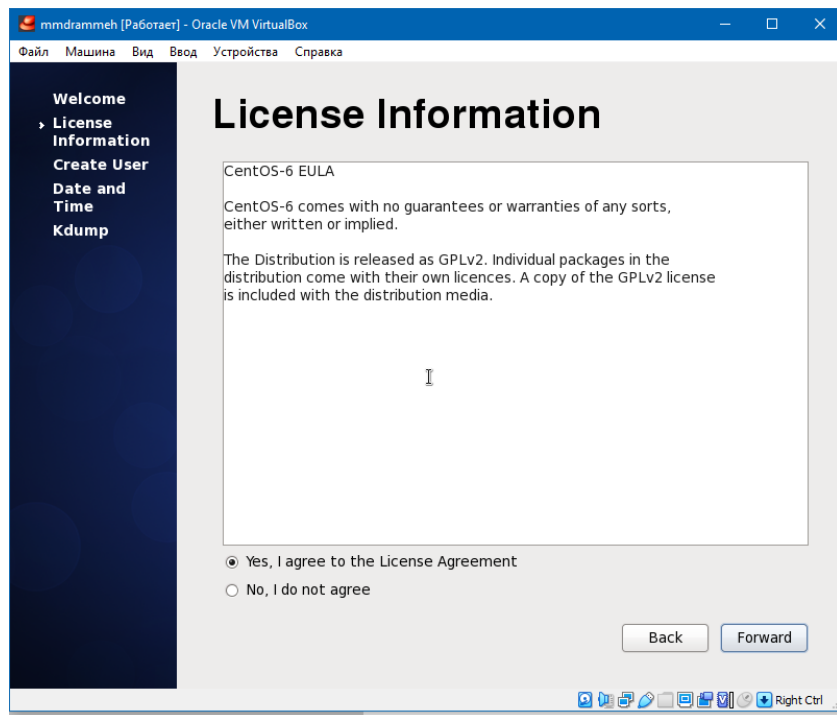 mmdrammeh [Работает] - Oracle VM VirtualBox
Файл Машина Вид Ввод Устройства Справка
Welcome
License
Information
Create User
Date and
Time
Kdump
License Information
CentOS-6 EULA
CentOS-6 comes with no guarantees or warranties of any sorts,
either written or implied.
The Distribution is released as GPLv2. Individual packages in the
distribution come with their own licences. A copy of the GPLv2 license
is included with the distribution media.
Yes, I agree to the License Agreement
No, I do not agree
Back Forward
Right Ctrl